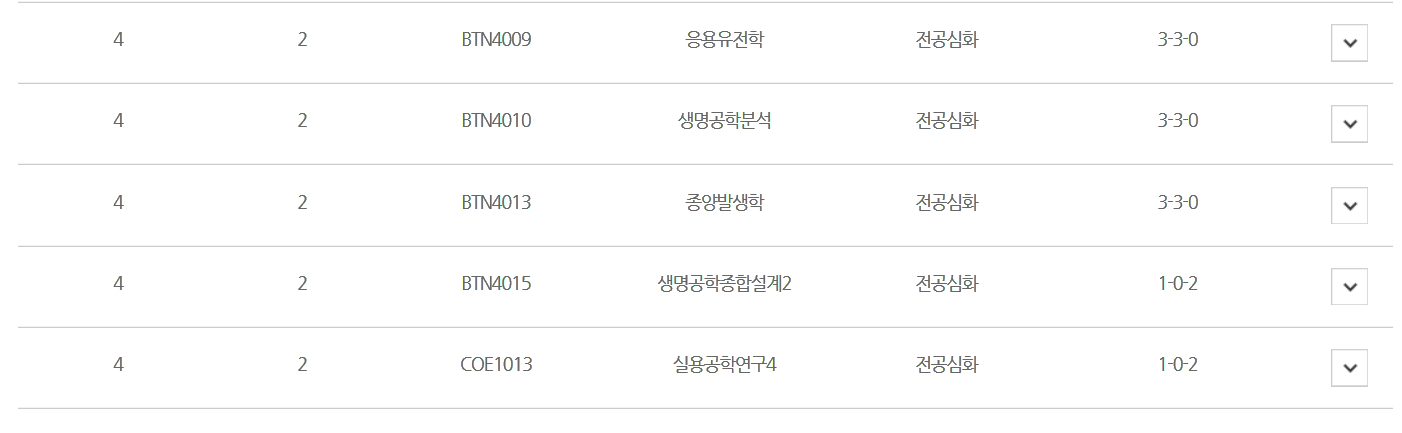 4 2 BTN4009 응용유전학 전공심화 3-3-0
4 2 BTN4010 생명공학분석 전공심화 3-3-0
4 2 BTN4013 종양발생학 전공심화 3-3-0
4 2 BTN4015 생명공학종합설계2 전공심화 1-0-2
4 2 COE1013 실용공학연구4 전공심화 1-0-2